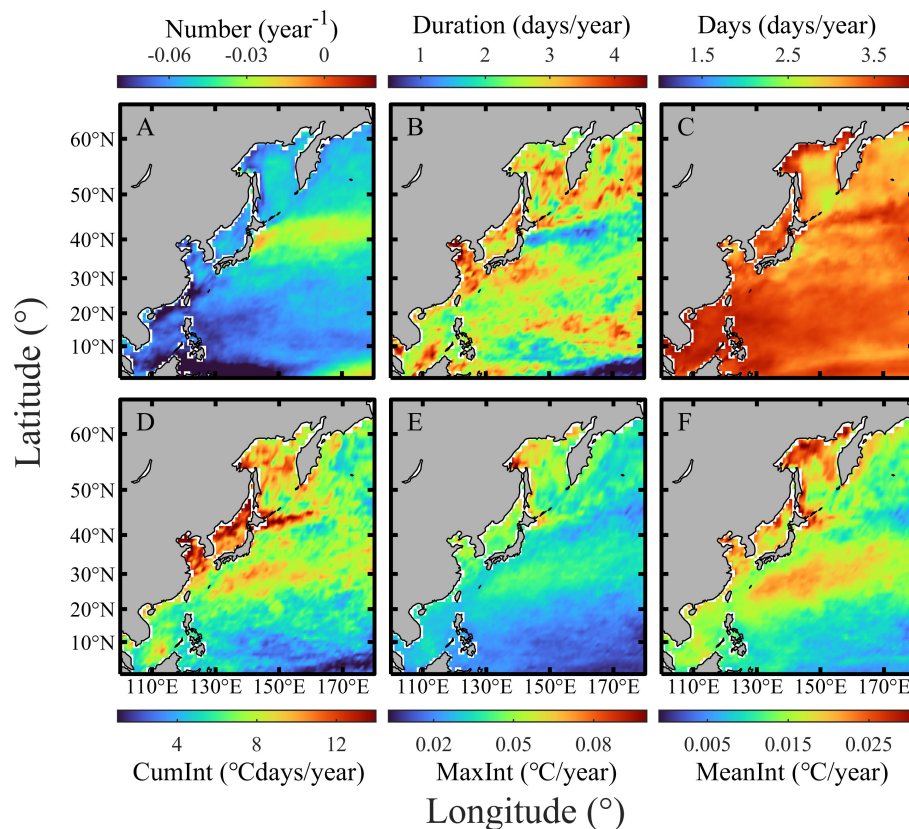 Number (year-1) Duration (days/year) Days (days/year)
-0.06 -0.03 0 1 2 3 4 1.5 2.5 3.5
A B C
60°N
50°N
40°N
30°N
20°N
10°N
Latitude (°)
D E F
60°N
50°N
40°N
30°N
20°N
10°N
110°E 130°E 150°E 170°E 110°E 130°E 150°E 170°E 110°E 130°E 150°E 170°E
4 8 12 0.02 0.05 0.08 0.005 0.015 0.025
CumInt (°Cdays/year) MaxInt (°C/year) MeanInt (°C/year)
Longitude (°)